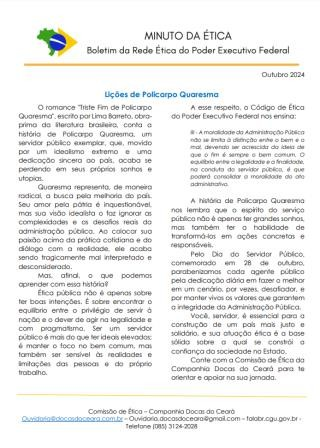 MINUTO DA ÉTICA
Boletim da Rede Ética do Poder Executivo Federal
Outubro 2024
Lições de Policarpo Quaresma
O romance "Triste Fim de Policarpo
Quaresma", escrito por Lima Barreto, obra-
prima da literatura brasileira, conta a
história de Policarpo Quaresma, um
servidor público exemplar, que, movido
por um idealismo extremo e uma
dedicação sincera ao país, acaba se
perdendo em seus próprios sonhos e
utopias.
Quaresma representa, de maneira
radical, a busca pela melhoria do país.
Seu amor pela pátria é inquestionável,
mas sua visão idealista o faz ignorar as
complexidades e os desafios reais da
administração pública. Ao colocar sua
paixão acima da prática cotidiana e do
diálogo com a realidade, ele acaba
sendo tragicamente mal interpretado e
desconsiderado.
Mas, afinal, o que podemos
aprender com essa história?
Ética pública não é apenas sobre
ter boas intenções. É sobre encontrar o
equilíbrio entre o privilégio de servir à
nação e o dever de agir na legalidade e
com pragmatismo. Ser um servidor
público é mais do que ter ideais elevados;
é manter o foco no bem comum, mas
também ser sensível às realidades e
limitações das pessoas e do próprio
trabalho.
A esse respeito, o Código de Ética
do Poder Executivo Federal nos ensina:
III - A moralidade da Administração Pública
não se limita à distinção entre o bem e o
mal, devendo ser acrescida da ideia de
que o fim é sempre o bem comum. O
equilíbrio entre a legalidade e a finalidade,
na conduta do servidor público, é que
poderá consolidar a moralidade do ato
administrativo.
A história de Policarpo Quaresma
nos lembra que o espírito do serviço
público não é apenas ter grandes sonhos,
mas também ter a habilidade de
transformá-los em ações concretas e
responsáveis.
Pelo Dia do Servidor Público,
comemorado em 28 de outubro,
parabenizamos cada agente público
pela dedicação diária em fazer o melhor
em um cenário, por vezes, desafiador,
por manter vivos os valores que garantem
a integridade da Administração Pública.
Você, servidor, é essencial para a
construção de um país mais justo e
solidário, e sua atuação ética é a base
sólida sobre a qual se constrói a
confiança da sociedade no Estado.
Conte com a Comissão de Ética da
Companhia Docas do Ceará para te
orientar e apoiar na sua jornada.
Comissão de Ética – Companhia Docas do Ceará
Ouvidoria@docasdoceara.com.br – Ouvidoria.docasdoceara@gmail.com – falabr.cgu.gov.br -
Telefone (085) 3124-2028